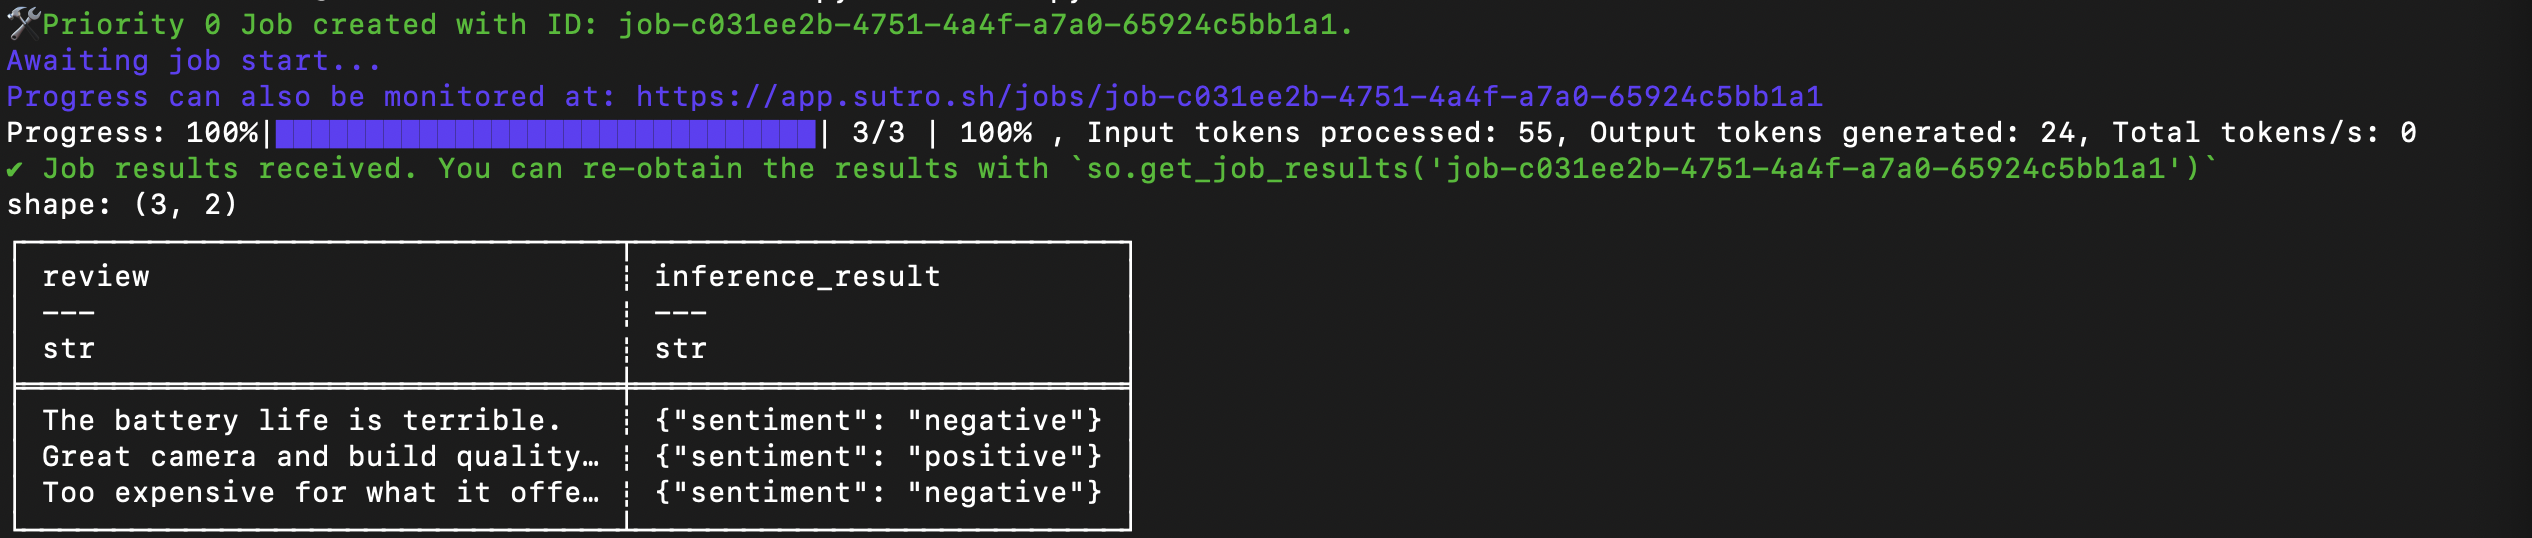 🛠Priority 0 Job created with ID: job-c031ee2b-4751-4a4f-a7a0-65924c5bb1a1.
Awaiting job start...
Progress can also be monitored at: https://app.sutro.sh/jobs/job-c031ee2b-4751-4a4f-a7a0-65924c5bb1a1
Progress: 100%|██████████████████████████████| 3/3 | 100% , Input tokens processed: 55, Output tokens generated: 24, Total tokens/s: 0
✔ Job results received. You can re-obtain the results with `so.get_job_results('job-c031ee2b-4751-4a4f-a7a0-65924c5bb1a1')`
shape: (3, 2)
review ┆ inference_result
--- ┆ ---
str ┆ str
The battery life is terrible. ┆ {"sentiment": "negative"}
Great camera and build quality… ┆ {"sentiment": "positive"}
Too expensive for what it offe… ┆ {"sentiment": "negative"}